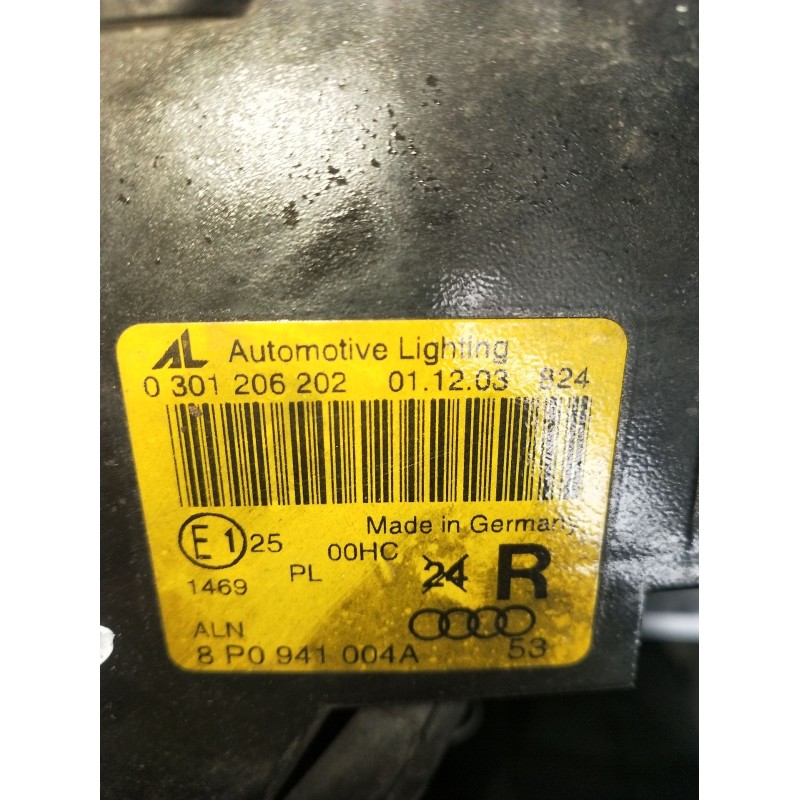 AL Automotive Lighting
0 301 206 202 01.12.03 824
Made in Germany
E1 25 00HC 24 R
1469 PL
ALN
8 P0 941 004A 53